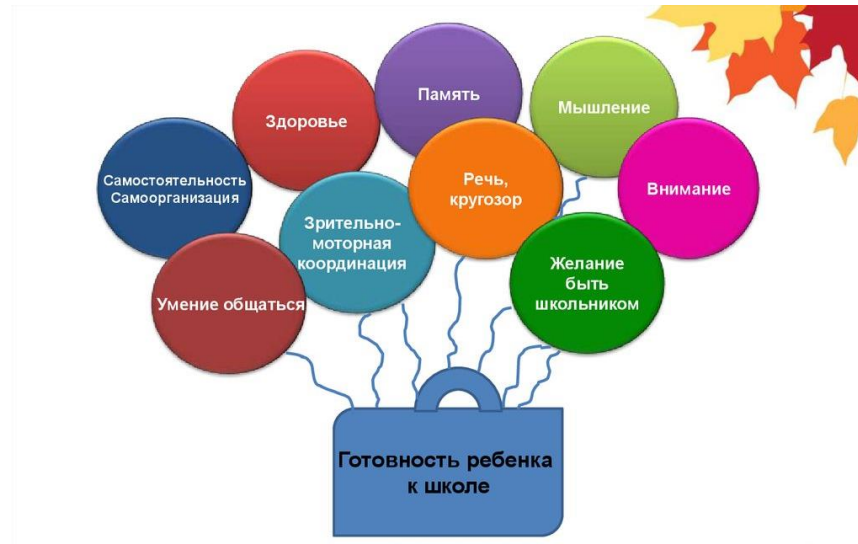 Память
Мышление
Здоровье
Самостоятельность
Самоорганизация
Речь,
кругозор
Внимание
Зрительно-
моторная
координация
Умение общаться
Желание
быть
школьником
Готовность ребенка
к школе